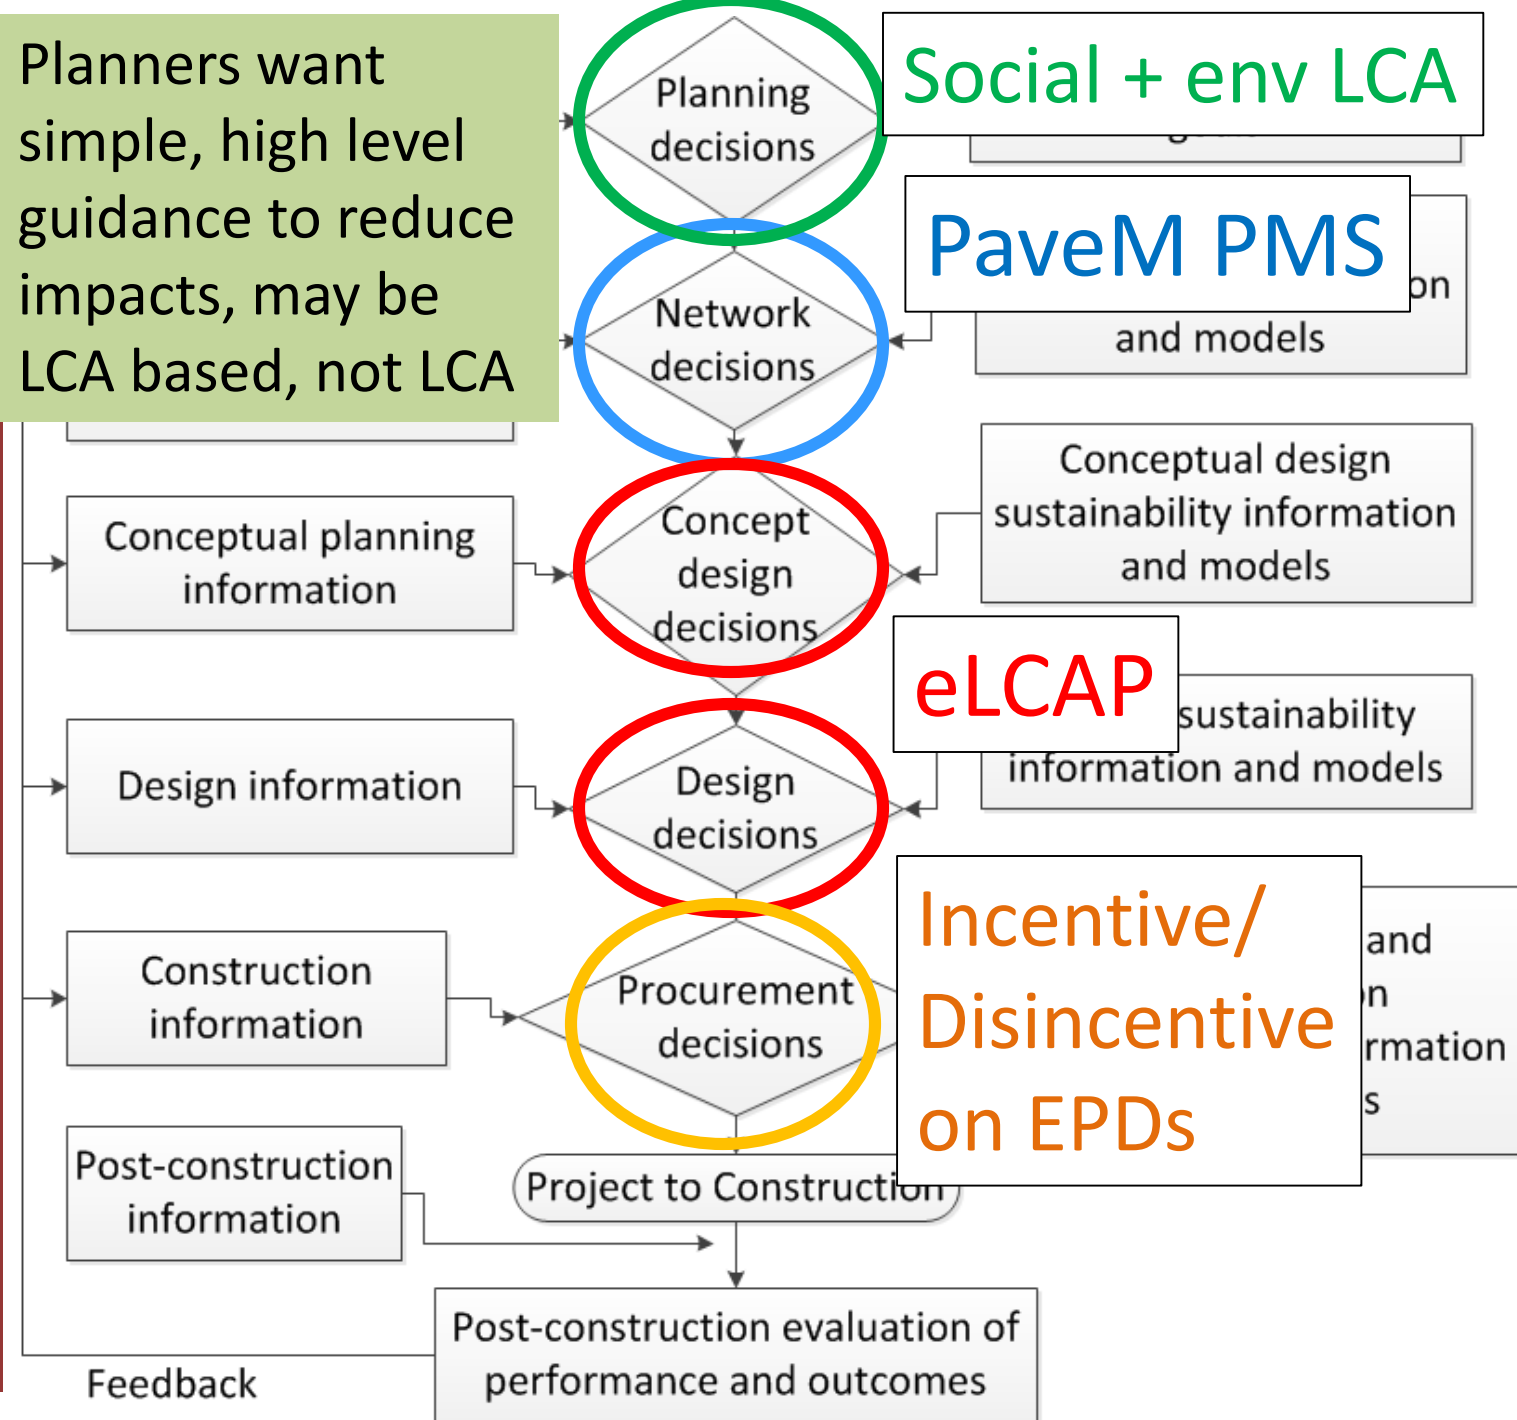 Planners want
simple, high level
guidance to reduce
impacts, may be
LCA based, not LCA
Planning
decisions
Social + env LCA
Network
decisions
PaveM PMS
and models
Concept
design
decisions
Conceptual planning
information
Conceptual design
sustainability information
and models
eLCAP
sustainability
information and models
Design information
Design
decisions
Construction
information
Procurement
decisions
Incentive/
Disincentive
on EPDs
and
Post-construction
information
Project to Construction
Post-construction evaluation of
performance and outcomes
Feedback